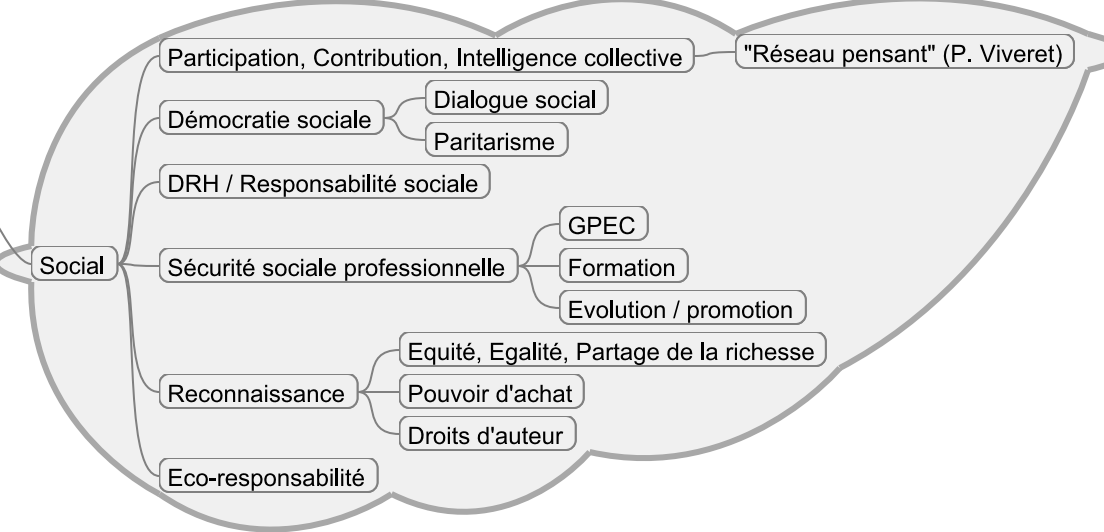 Participation, Contribution, Intelligence collective
"Réseau pensant" (P. Viveret)
Démocratie sociale
Dialogue social
Paritarisme
DRH / Responsabilité sociale
Social
Sécurité sociale professionnelle
GPEC
Formation
Evolution / promotion
Reconnaissance
Equité, Egalité, Partage de la richesse
Pouvoir d'achat
Droits d'auteur
Eco-responsabilité